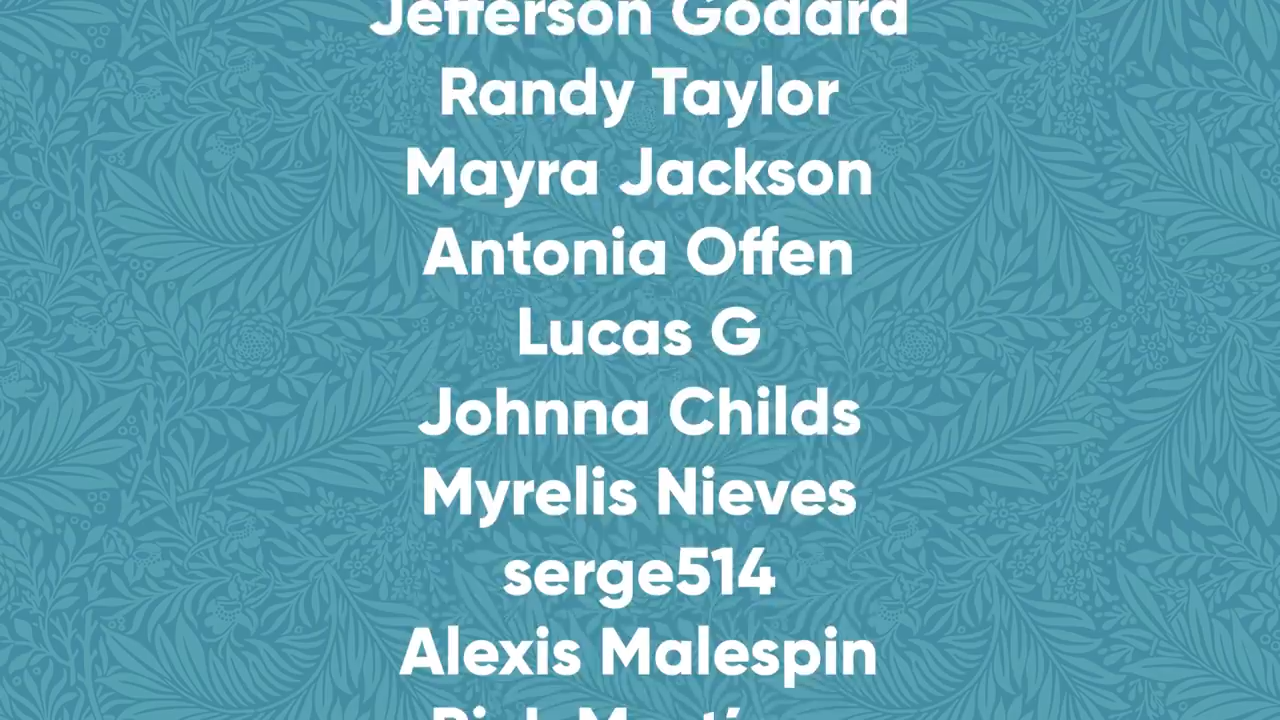 Jefferson Godard
Randy Taylor
Mayra Jackson
Antonia Offen
Lucas G
Johnna Childs
Myrelis Nieves
serge514
Alexis Malespin